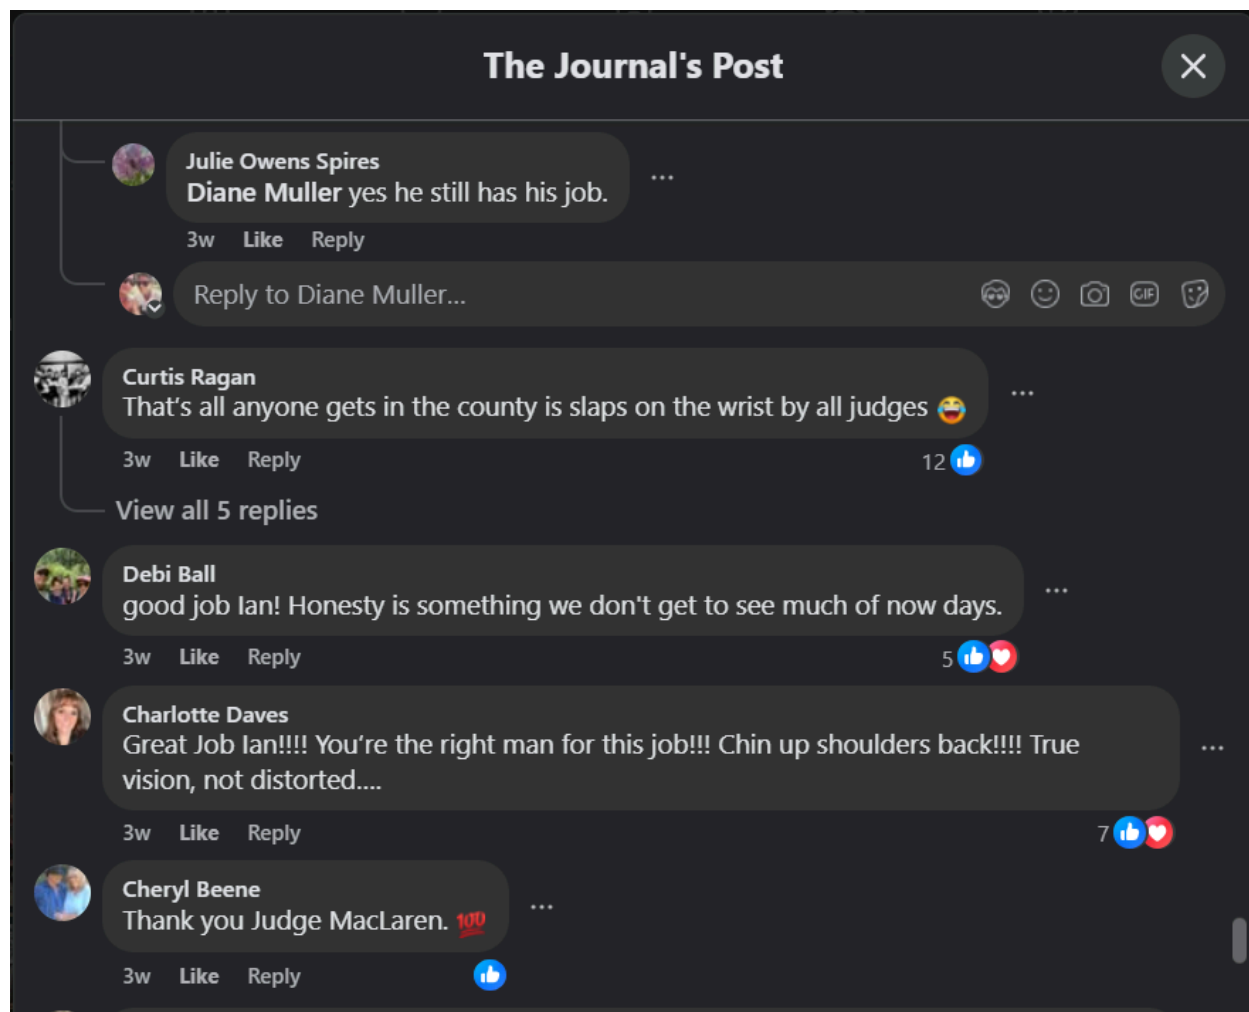 The Journal's Post
Julie Owens Spires
Diane Muller yes he still has his job.
3w Like Reply
Reply to Diane Muller...
GIF
Curtis Ragan
That's all anyone gets in the county is slaps on the wrist by all judges 😂
3w Like Reply
12
View all 5 replies
Debi Ball
good job Ian! Honesty is something we don't get to see much of now days.
3w Like Reply
5
Charlotte Daves
Great Job Ian!!!! You’re the right man for this job!!! Chin up shoulders back!!!! True
vision, not distorted....
3w Like Reply
7
Cheryl Beene
Thank you Judge MacLaren. 💯
3w Like Reply